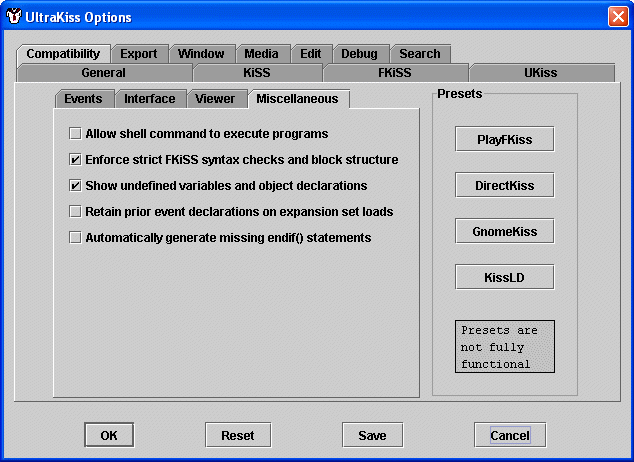 UltraKiss Options
Compatibility Export Window Media Edit Debug Search
General KiSS FKiSS UKiss
Events Interface Viewer Miscellaneous
Allow shell command to execute programs
Enforce strict FKiSS syntax checks and block structure
Show undefined variables and object declarations
Retain prior event declarations on expansion set loads
Automatically generate missing endif() statements
Presets
PlayFKiss
DirectKiss
GnomeKiss
KissLD
Presets are
not fully
functional
OK Reset Save Cancel